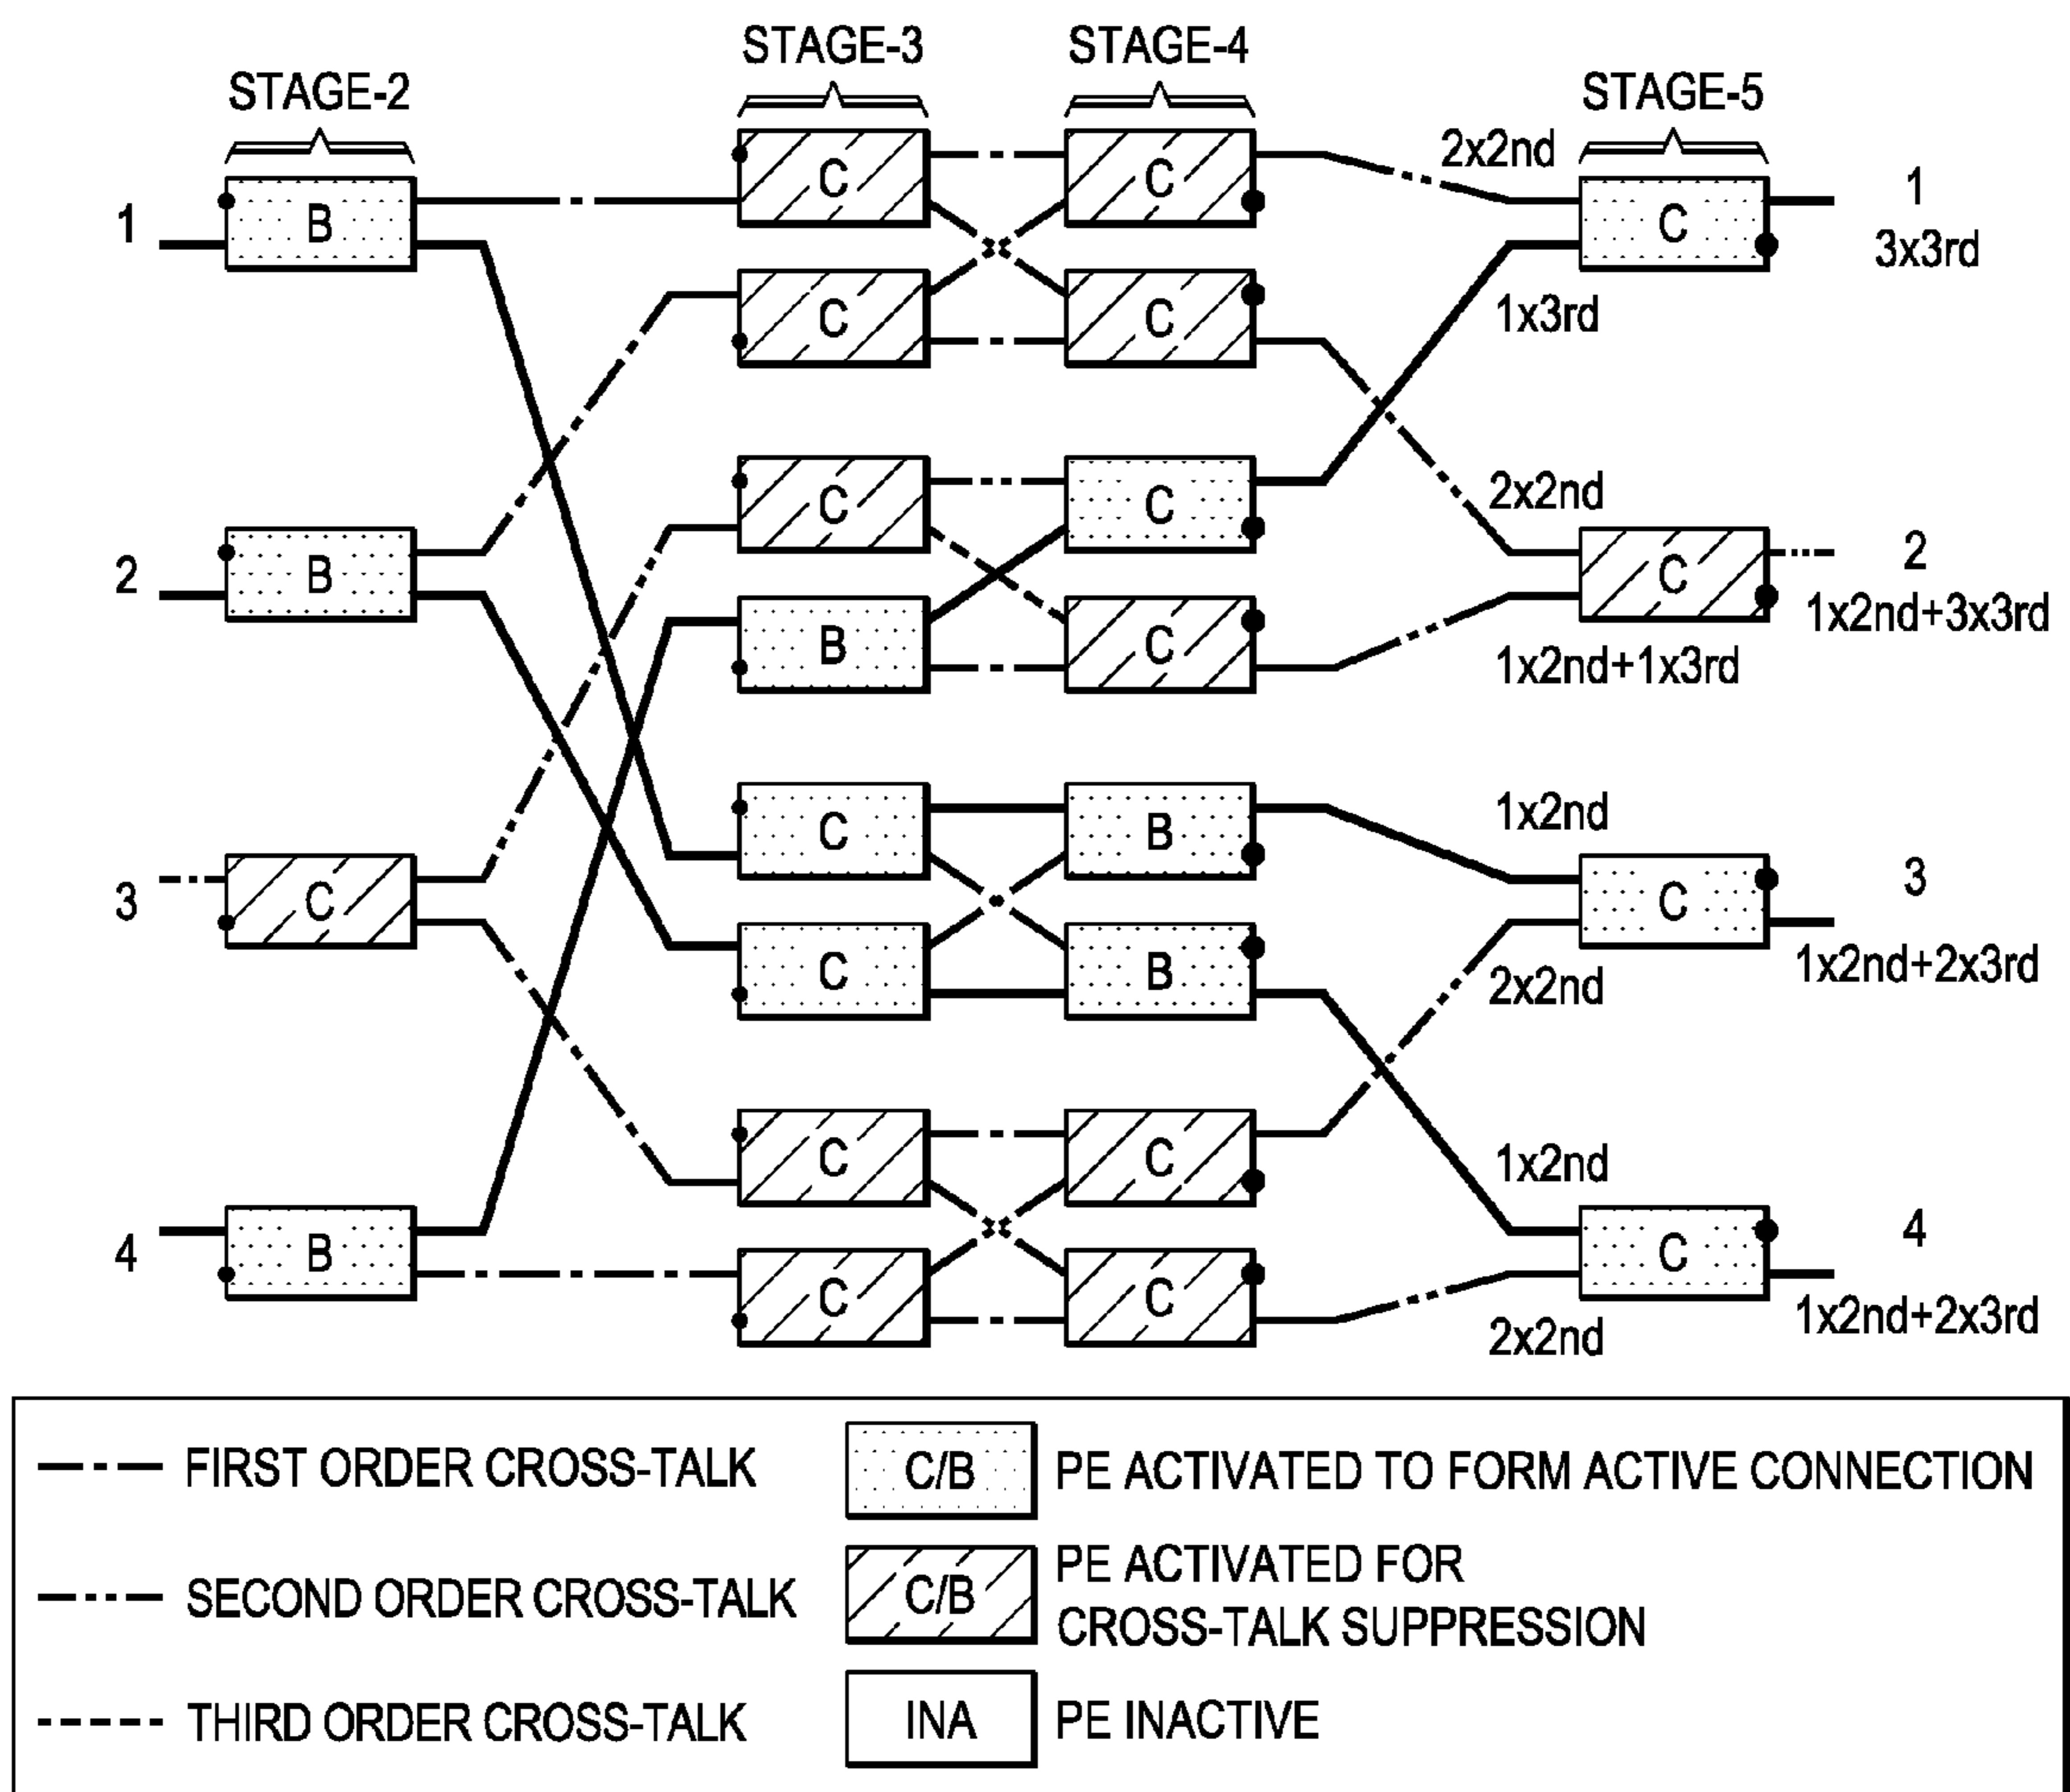 STAGE-2
STAGE-3
STAGE-4
STAGE-5
1
B
2
B
3
C
4
B
C
C
C
B
C
C
C
C
C
C
C
C
B
B
C
C
2x2nd
1x3rd
2x2nd
1x2nd+1x3rd
1x2nd
2x2nd
1x2nd
2x2nd
C
1
3x3rd
C
2
1x2nd+3x3rd
C
3
1x2nd+2x3rd
C
4
1x2nd+2x3rd
FIRST ORDER CROSS-TALK
SECOND ORDER CROSS-TALK
THIRD ORDER CROSS-TALK
C/B
PE ACTIVATED TO FORM ACTIVE CONNECTION
C/B
PE ACTIVATED FOR
CROSS-TALK SUPPRESSION
INA
PE INACTIVE